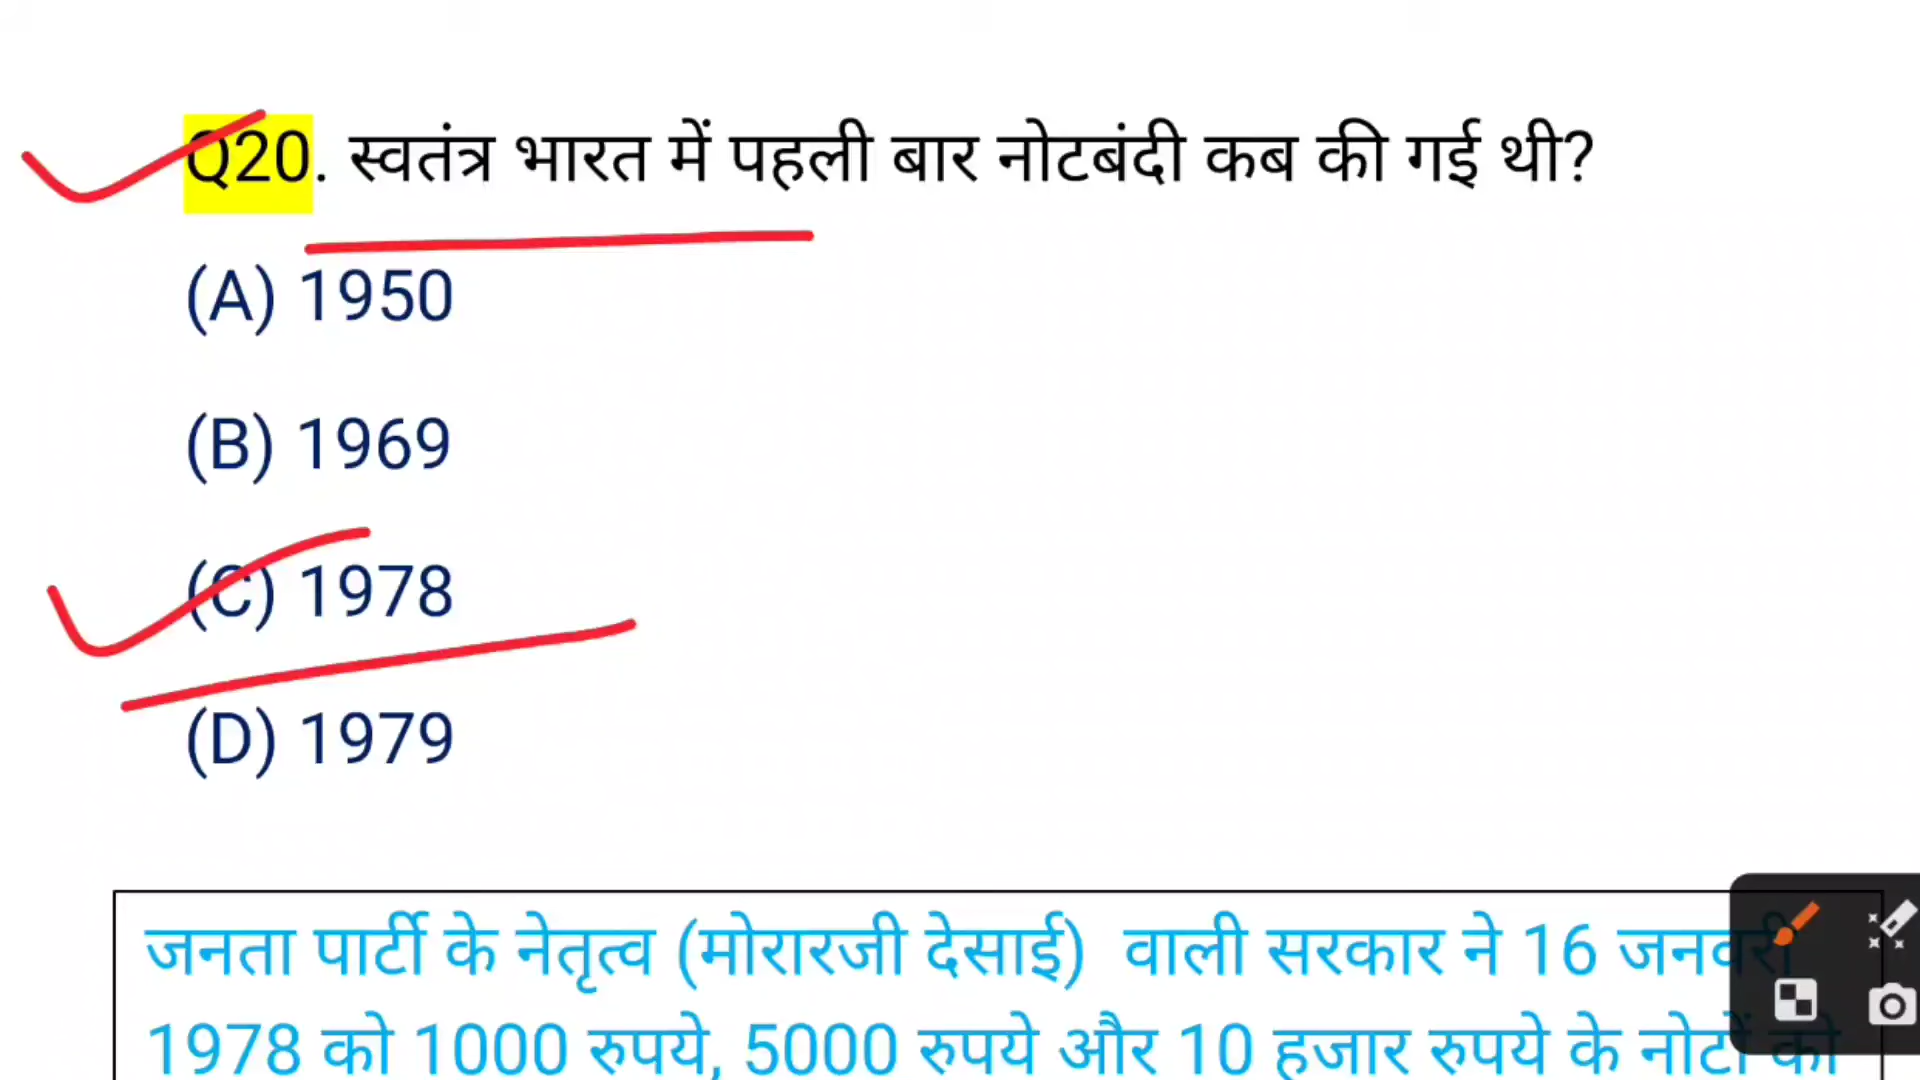 Q20. स्वतंत्र भारत में पहली बार नोटबंदी कब की गई थी?
(A) 1950
(B) 1969
(C) 1978
(D) 1979
जनता पार्टी के नेतृत्व (मोरारजी देसाई) वाली सरकार ने 16 जनवरी
1978 को 1000 रुपये, 5000 रुपये और 10 हजार रुपये के नोटों को